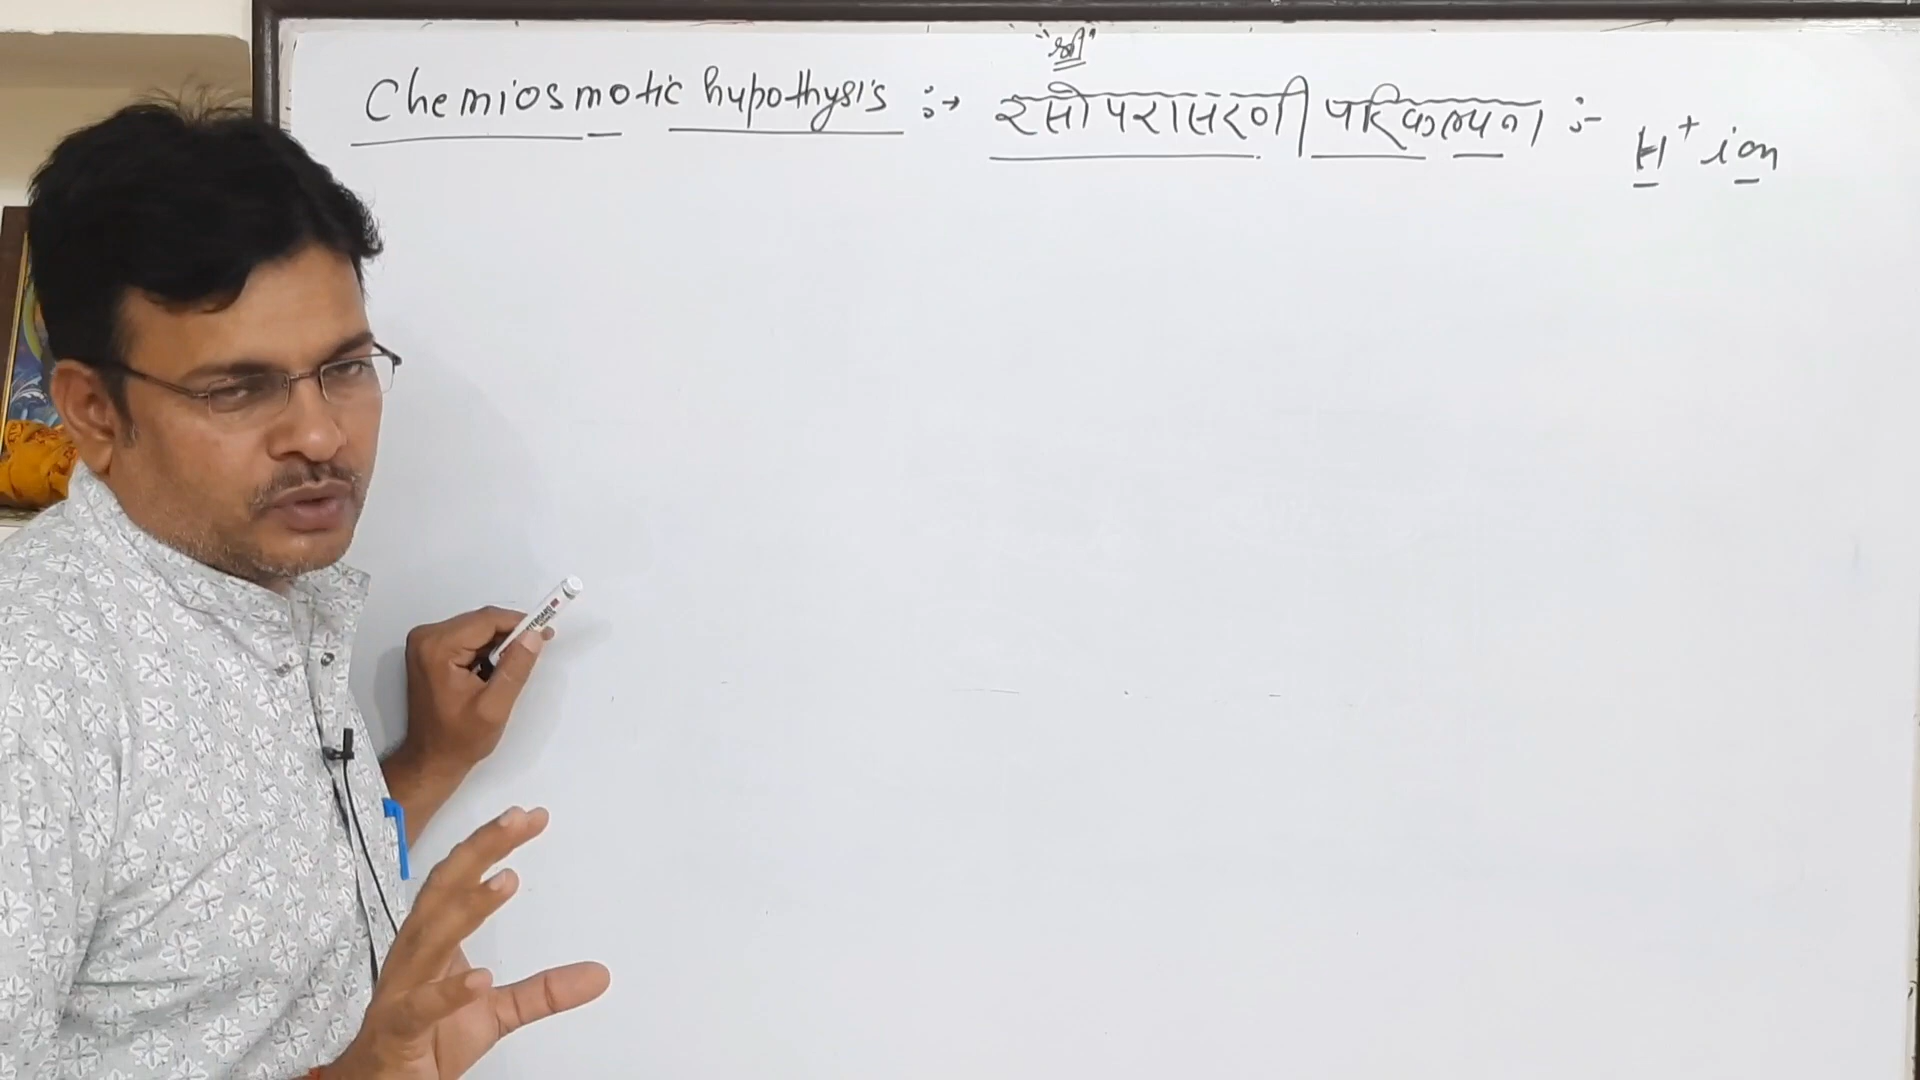 "श्री"
Chemiosmotic hypothysis :→ रसोपरासरणी परिकल्पना :- H⁺ ion